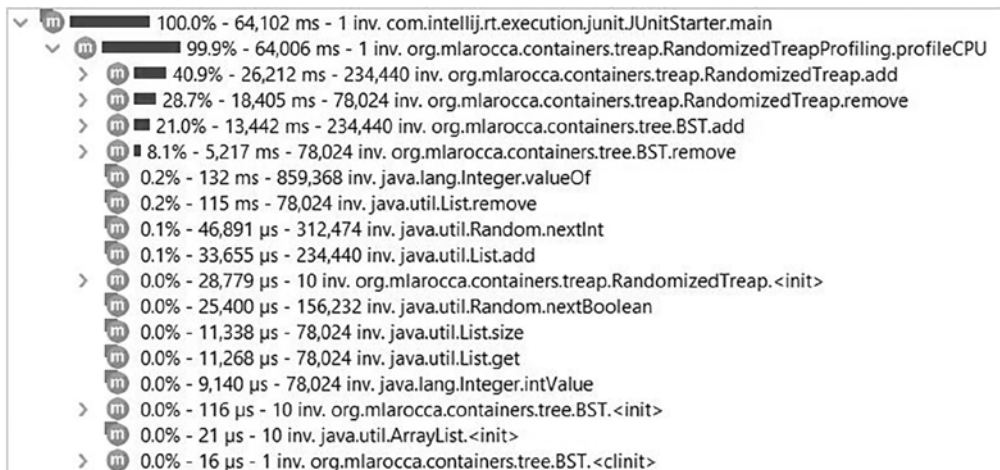 m 100.0% - 64,102 ms - 1 inv. com.intellij.rt.execution.junit.JUnitStarter.main
m 99.9% - 64,006 ms - 1 inv. org.mlarocca.containers.treap.RandomizedTreapProfiling.profileCPU
m 40.9% - 26,212 ms - 234,440 inv. org.mlarocca.containers.treap.RandomizedTreap.add
m 28.7% - 18,405 ms - 78,024 inv. org.mlarocca.containers.treap.RandomizedTreap.remove
m 21.0% - 13,442 ms - 234,440 inv. org.mlarocca.containers.tree.BST.add
m 8.1% - 5,217 ms - 78,024 inv. org.mlarocca.containers.tree.BST.remove
m 0.2% - 132 ms - 859,368 inv. java.lang.Integer.valueOf
m 0.2% - 115 ms - 78,024 inv. java.util.List.remove
m 0.1% - 46,891 µs - 312,474 inv. java.util.Random.nextInt
m 0.1% - 33,655 µs - 234,440 inv. java.util.List.add
m 0.0% - 28,779 µs - 10 inv. org.mlarocca.containers.treap.RandomizedTreap.<init>
m 0.0% - 25,400 µs - 156,232 inv. java.util.Random.nextBoolean
m 0.0% - 11,338 µs - 78,024 inv. java.util.List.size
m 0.0% - 11,268 µs - 78,024 inv. java.util.List.get
m 0.0% - 9,140 µs - 78,024 inv. java.lang.Integer.intValue
m 0.0% - 116 µs - 10 inv. org.mlarocca.containers.tree.BST.<init>
m 0.0% - 21 µs - 10 inv. java.util.ArrayList.<init>
m 0.0% - 16 µs - 1 inv. org.mlarocca.containers.tree.BST.<clinit>